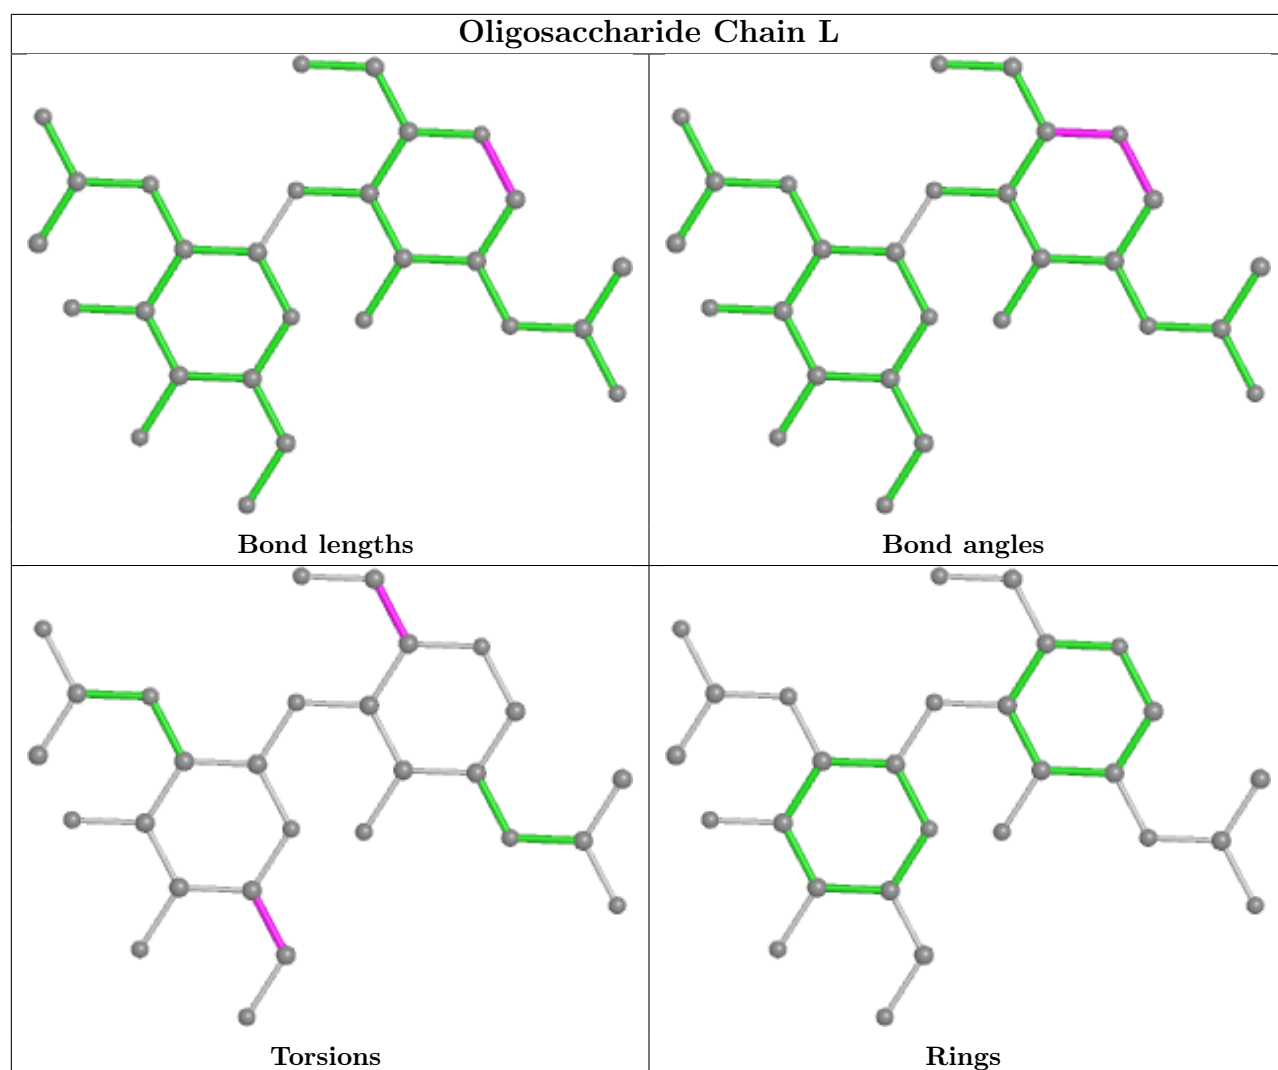 Oligosaccharide Chain L
Bond lengths
Bond angles
Torsions
Rings